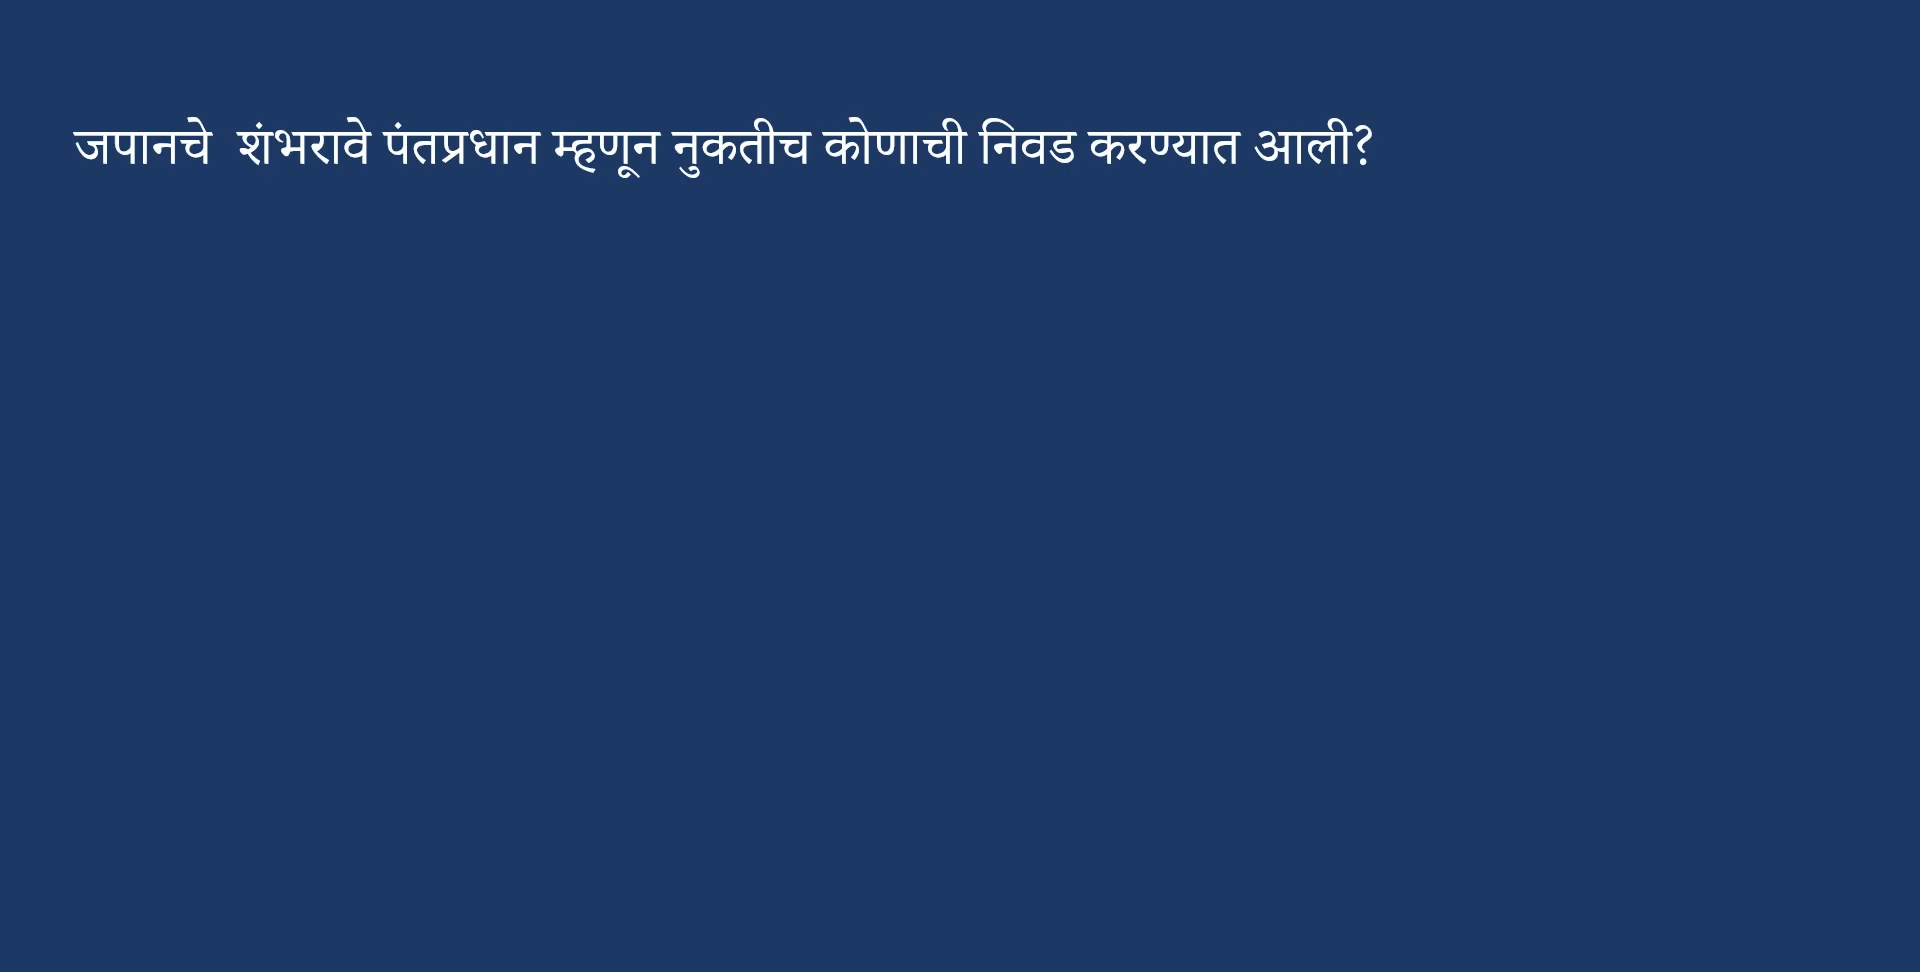 जपानचे  शंभरावे पंतप्रधान म्हणून नुकतीच कोणाची निवड करण्यात आली?